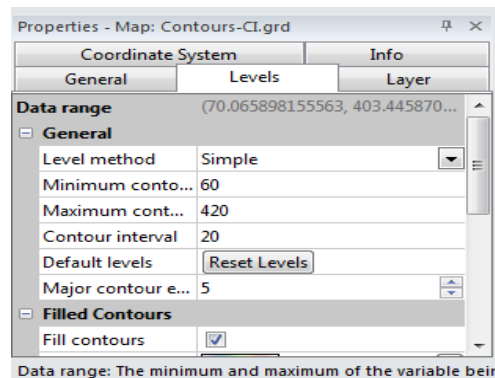 Properties - Map: Contours-CI.grd
Coordinate System Info
General Levels Layer
Data range (70.065898155563, 403.445870...
General
Level method Simple
Minimum conto... 60
Maximum cont... 420
Contour interval 20
Default levels Reset Levels
Major contour e... 5
Filled Contours
Fill contours
Data range: The minimum and maximum of the variable bein